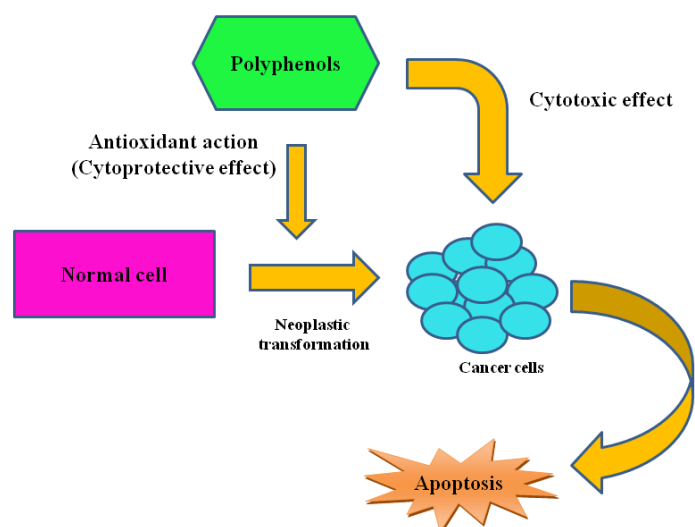 Polyphenols
Cytotoxic effect
Antioxidant action
(Cytoprotective effect)
Normal cell
Neoplastic
transformation
Cancer cells
Apoptosis